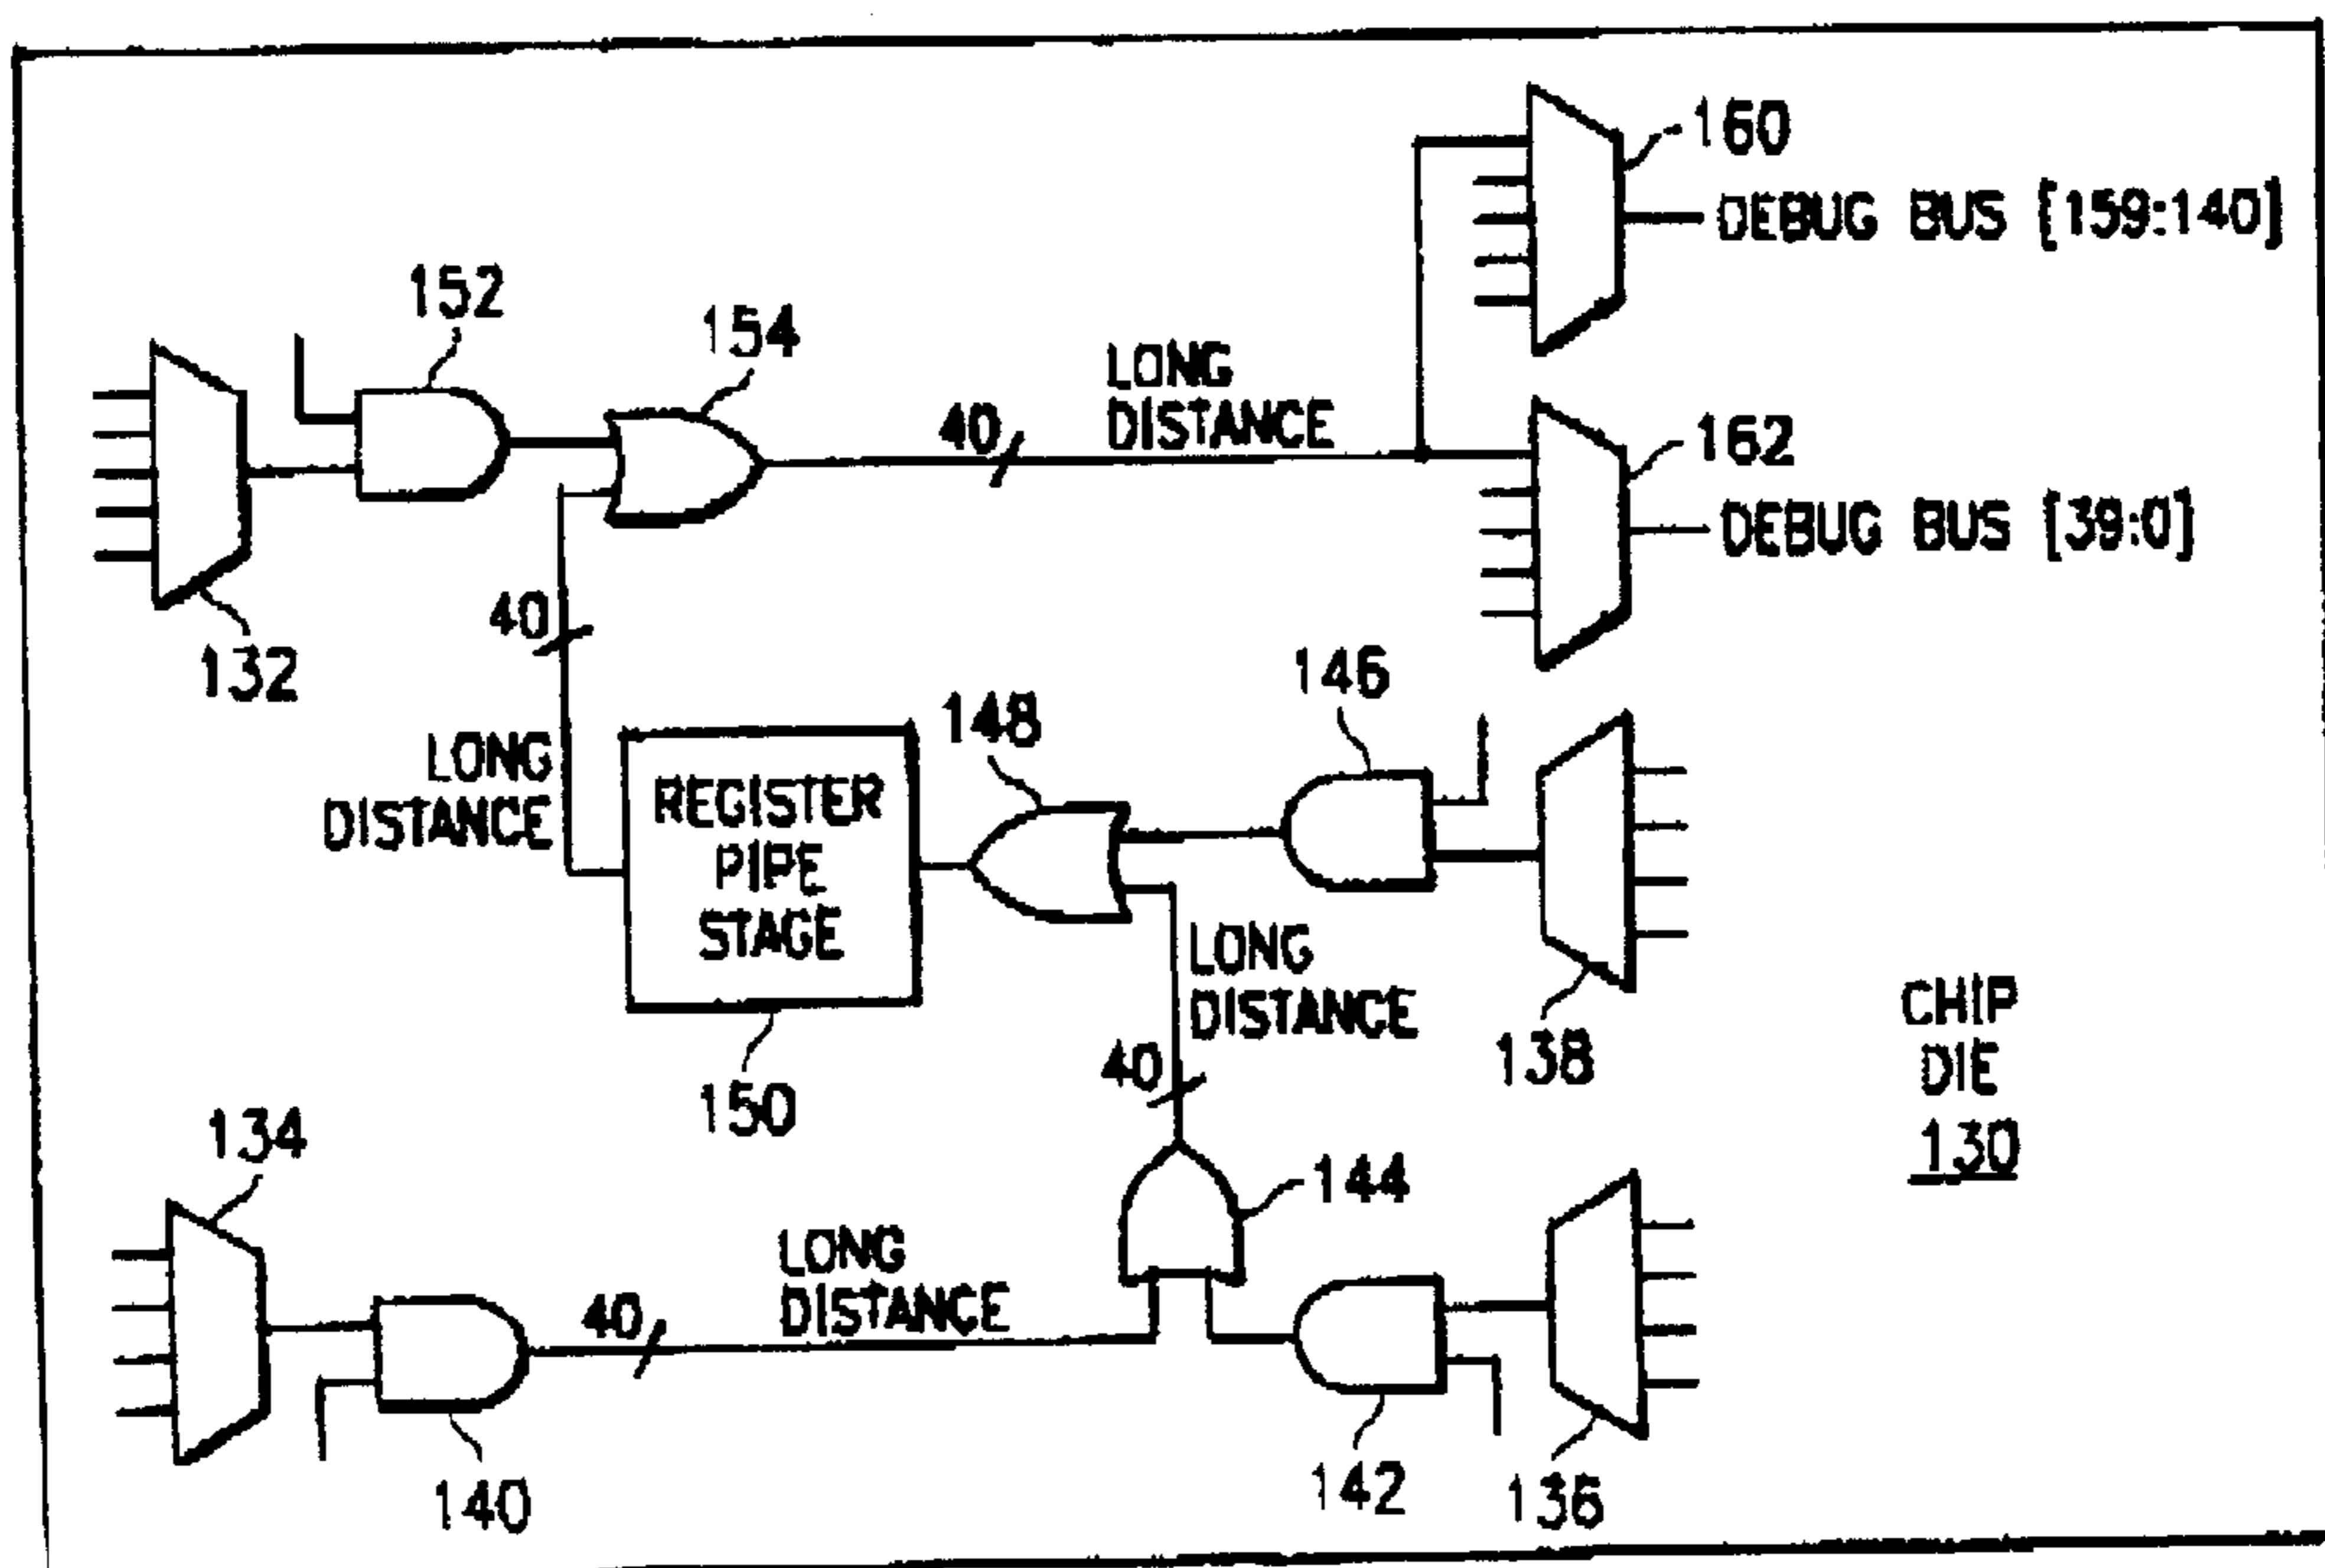 160
DEBUG BUS [159:140]
152
154
LONG
DISTANCE
40
162
DEBUG BUS [39:0]
40
132
146
148
LONG
DISTANCE
REGISTER
PIPE
STAGE
LONG
DISTANCE
138
CHIP
DIE
130
40
150
134
144
LONG
DISTANCE
40
140
142
136